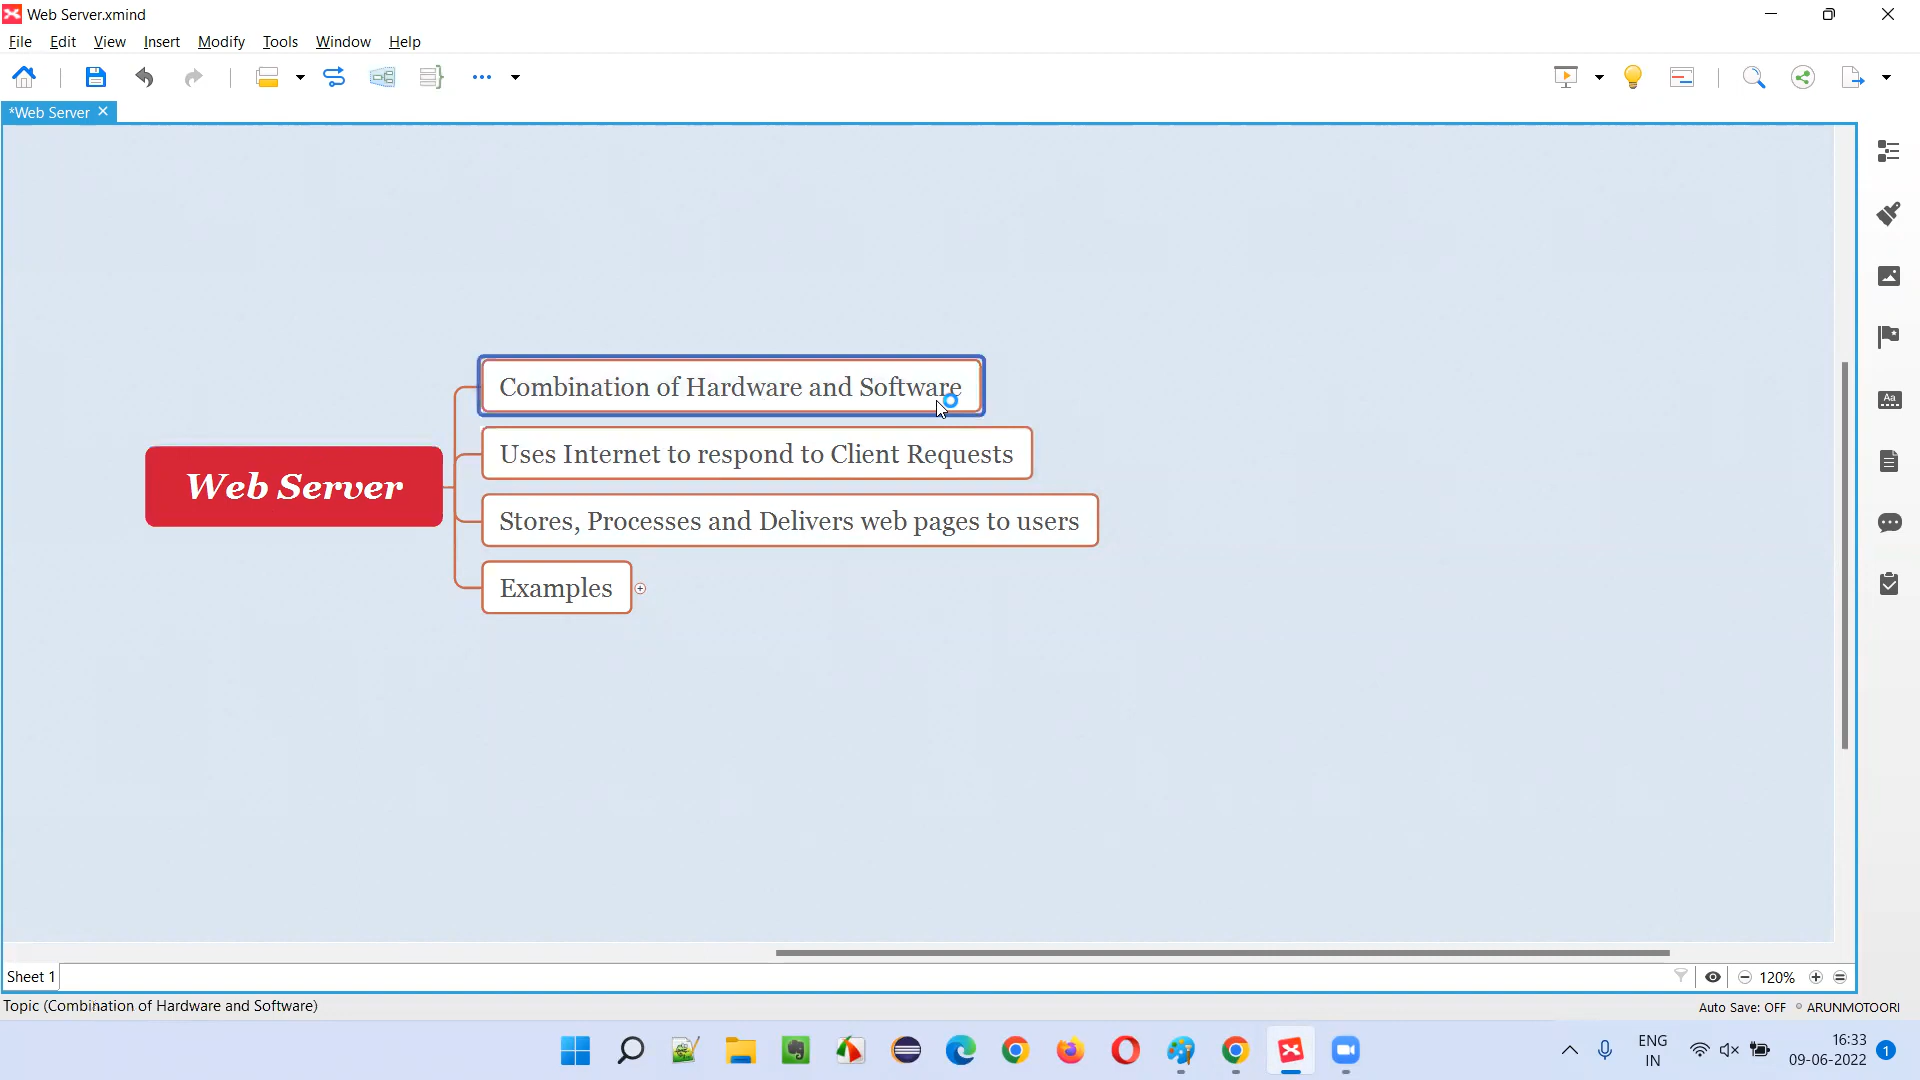 Web Server.xmind
File Edit View Insert Modify Tools Window Help
*Web Server
Combination of Hardware and Software
Uses Internet to respond to Client Requests
Web Server
Stores, Processes and Delivers web pages to users
Examples
Sheet 1
120%
Topic (Combination of Hardware and Software)
Auto Save: OFF ARUNMOTOORI
ENG
IN
16:33
09-06-2022
1
Aa